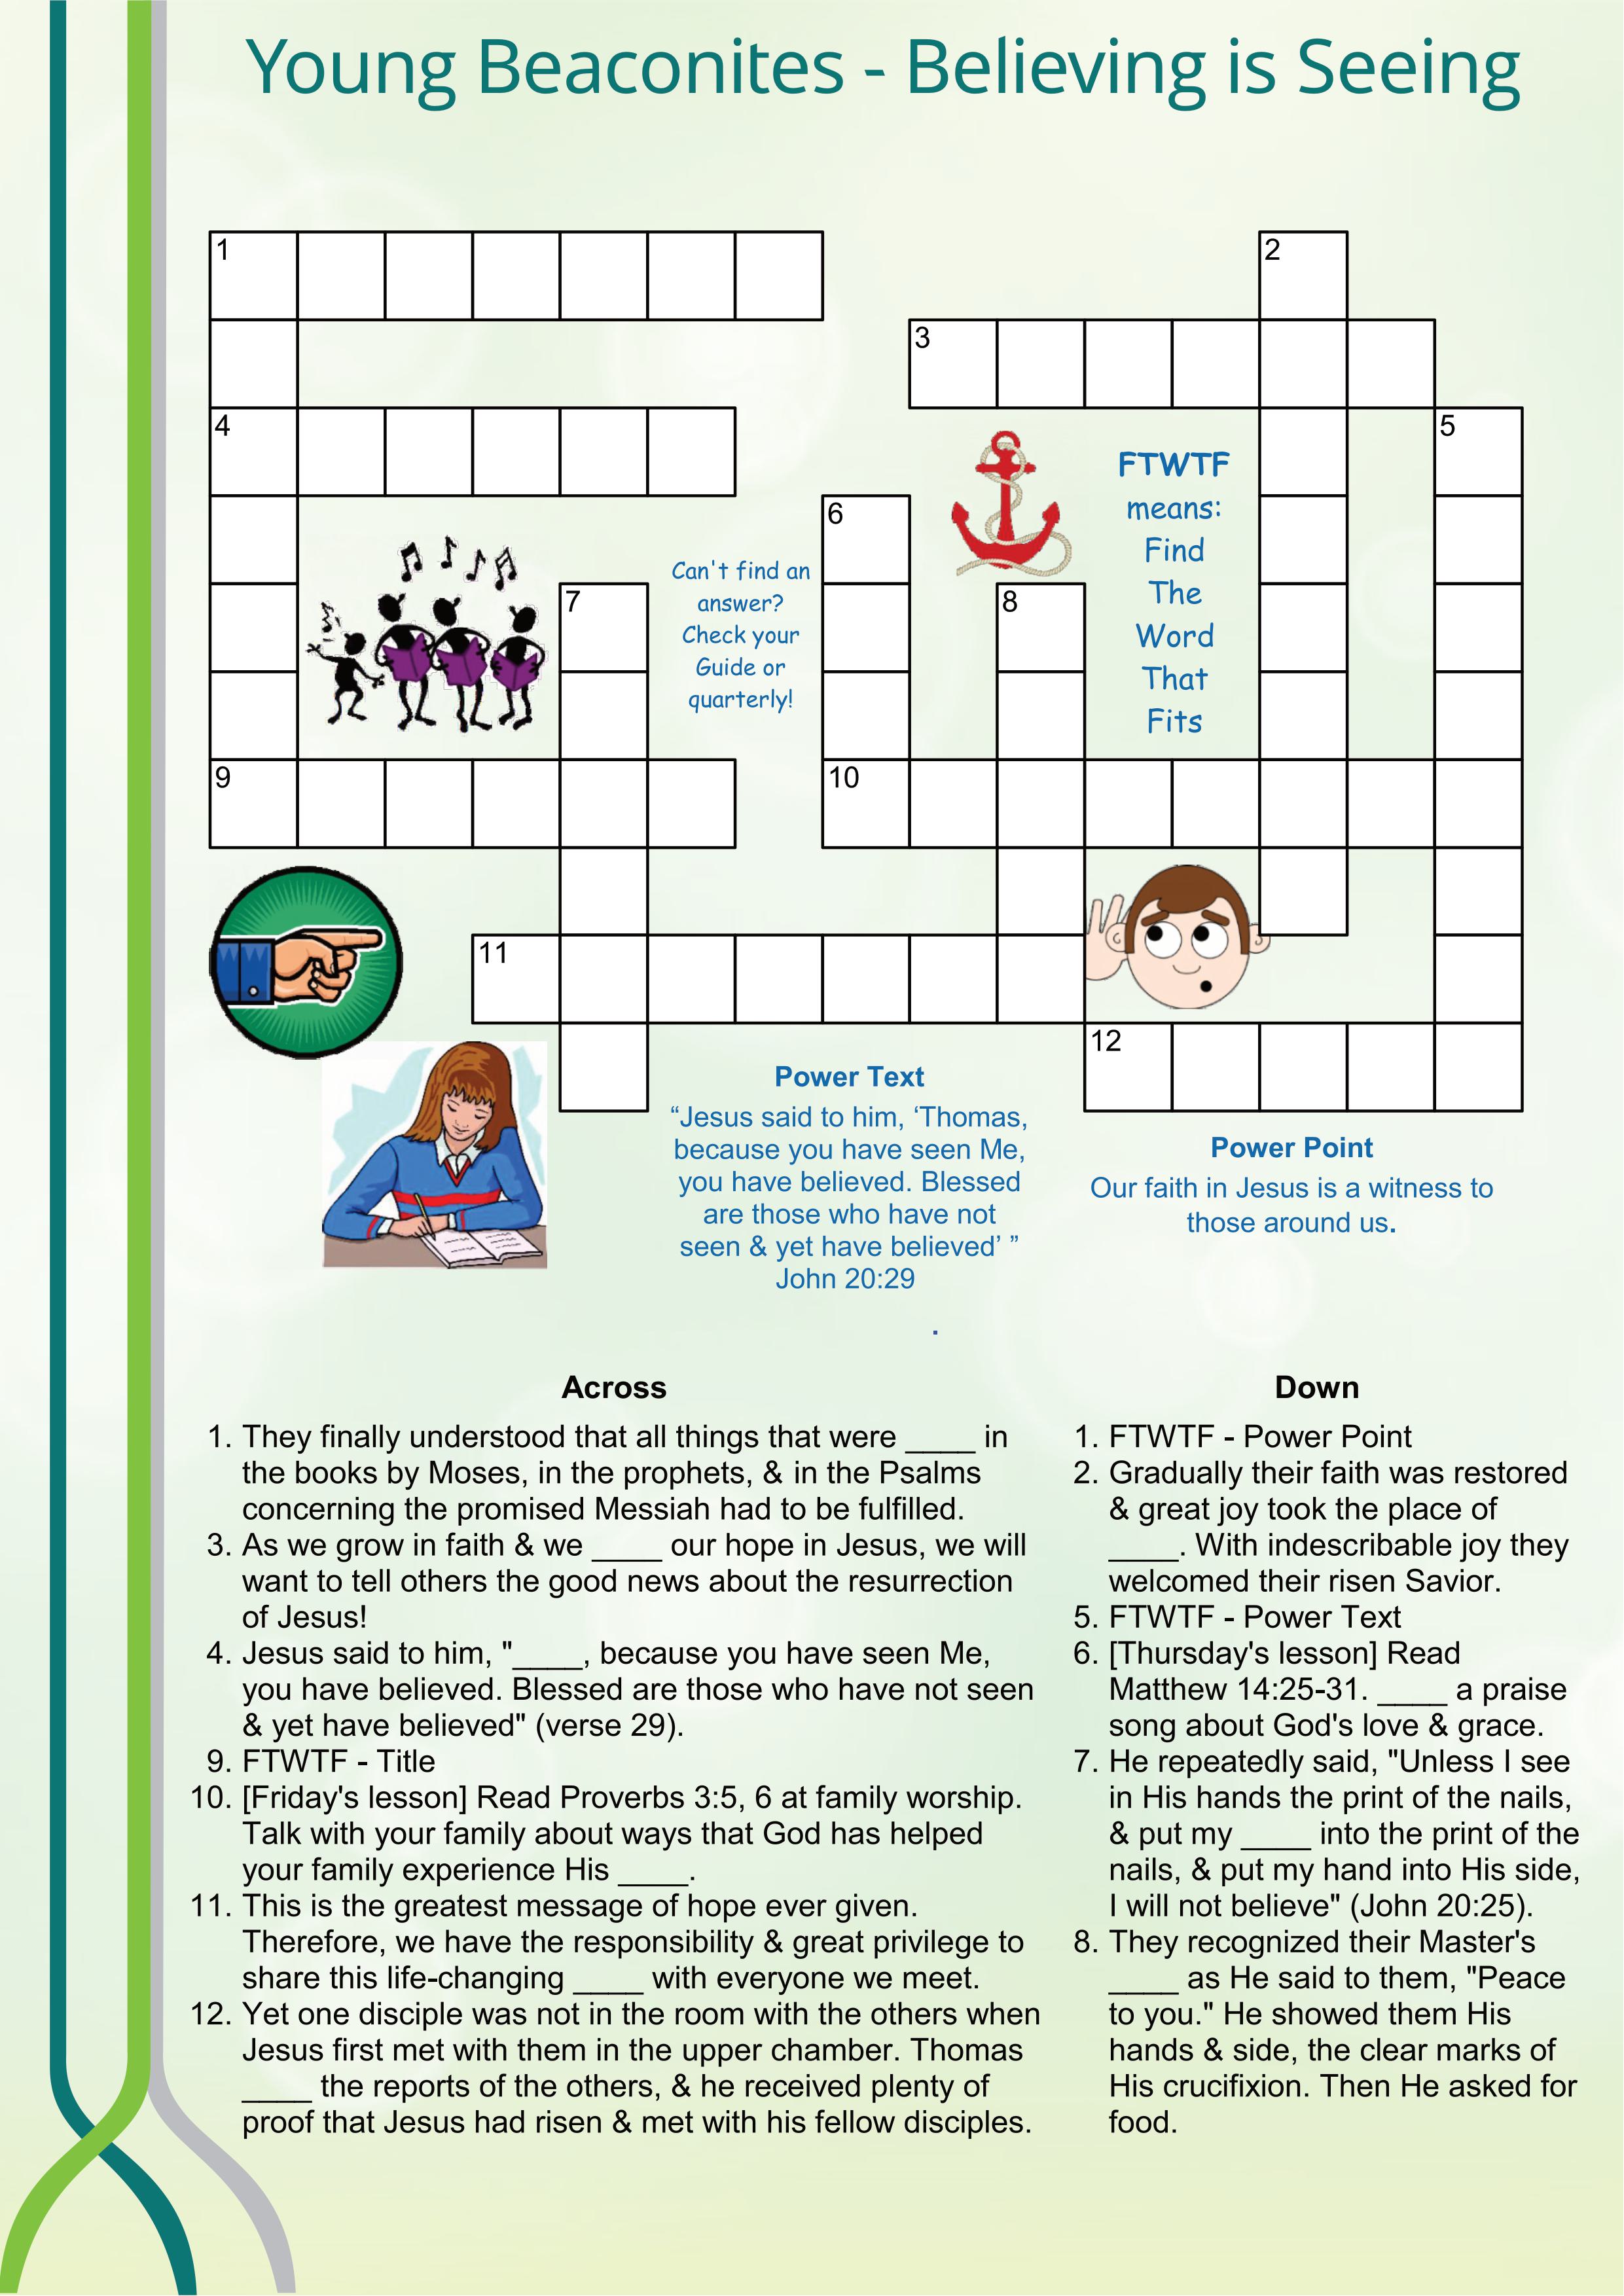 Young Beaconites - Believing is Seeing
1
2
3
4
5
6
7
8
9
10
11
12
FTWTF
means:
Find
The
Word
That
Fits
Can't find an
answer?
Check your
Guide or
quarterly!
Power Text
“Jesus said to him, ‘Thomas,
because you have seen Me,
you have believed. Blessed
are those who have not
seen & yet have believed’ ”
John 20:29
.
Power Point
Our faith in Jesus is a witness to
those around us.
Across
1. They finally understood that all things that were ____ in
the books by Moses, in the prophets, & in the Psalms
concerning the promised Messiah had to be fulfilled.
3. As we grow in faith & we ____ our hope in Jesus, we will
want to tell others the good news about the resurrection
of Jesus!
4. Jesus said to him, "____, because you have seen Me,
you have believed. Blessed are those who have not seen
& yet have believed" (verse 29).
9. FTWTF - Title
10. [Friday's lesson] Read Proverbs 3:5, 6 at family worship.
Talk with your family about ways that God has helped
your family experience His ____.
11. This is the greatest message of hope ever given.
Therefore, we have the responsibility & great privilege to
share this life-changing ____ with everyone we meet.
12. Yet one disciple was not in the room with the others when
Jesus first met with them in the upper chamber. Thomas
____ the reports of the others, & he received plenty of
proof that Jesus had risen & met with his fellow disciples.
Down
1. FTWTF - Power Point
2. Gradually their faith was restored
& great joy took the place of
____. With indescribable joy they
welcomed their risen Savior.
5. FTWTF - Power Text
6. [Thursday's lesson] Read
Matthew 14:25-31. ____ a praise
song about God's love & grace.
7. He repeatedly said, "Unless I see
in His hands the print of the nails,
& put my ____ into the print of the
nails, & put my hand into His side,
I will not believe" (John 20:25).
8. They recognized their Master's
____ as He said to them, "Peace
to you." He showed them His
hands & side, the clear marks of
His crucifixion. Then He asked for
food.